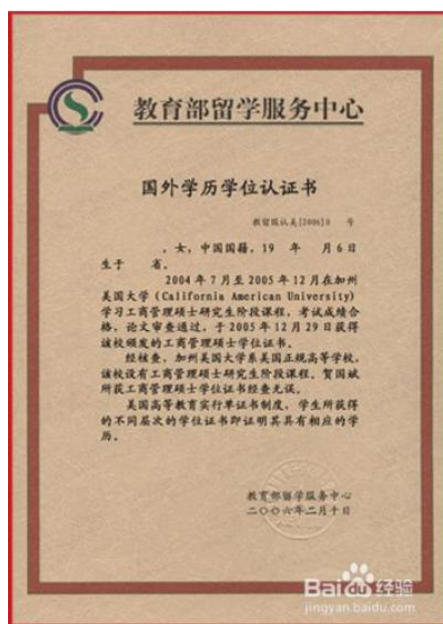 教育部留学服务中心
国外学历学位认证书
教留服认美[2006]0 号
，女，中国国籍，19 年 月6日
生于 省。
2004年7月至2005年12月在加州
美国大学（California American University）
学习工商管理硕士研究生阶段课程，考试成绩合
格，论文审查通过，于2005年12月29日获得
该校颁发的工商管理硕士学位证书。
经核查，加州美国大学系美国正规高等学校，
该校设有工商管理硕士研究生阶段课程。贺国斌
所获工商管理硕士学位证书经查无误。
美国高等教育实行单证书制度，学生所获得
的不同层次的学位证书即证明其具有相应的学
历。
教育部留学服务中心
二〇〇六年二月十日
Baidu 经验
jingyan.baidu.com